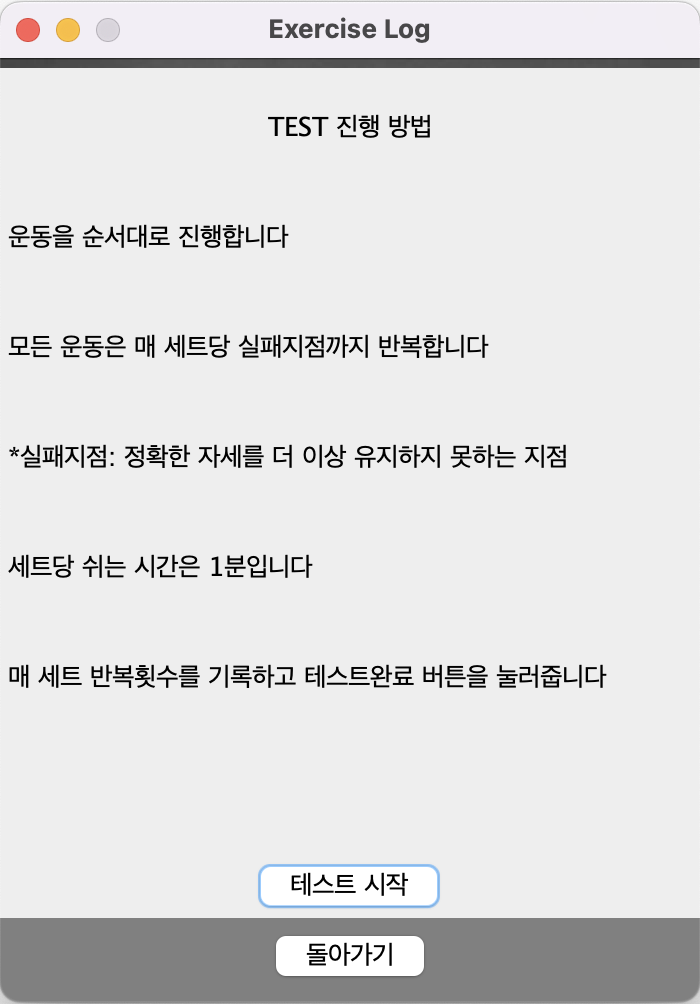 Exercise Log
TEST 진행 방법
운동을 순서대로 진행합니다
모든 운동은 매 세트당 실패지점까지 반복합니다
*실패지점: 정확한 자세를 더 이상 유지하지 못하는 지점
세트당 쉬는 시간은 1분입니다
매 세트 반복횟수를 기록하고 테스트완료 버튼을 눌러줍니다
테스트 시작
돌아가기